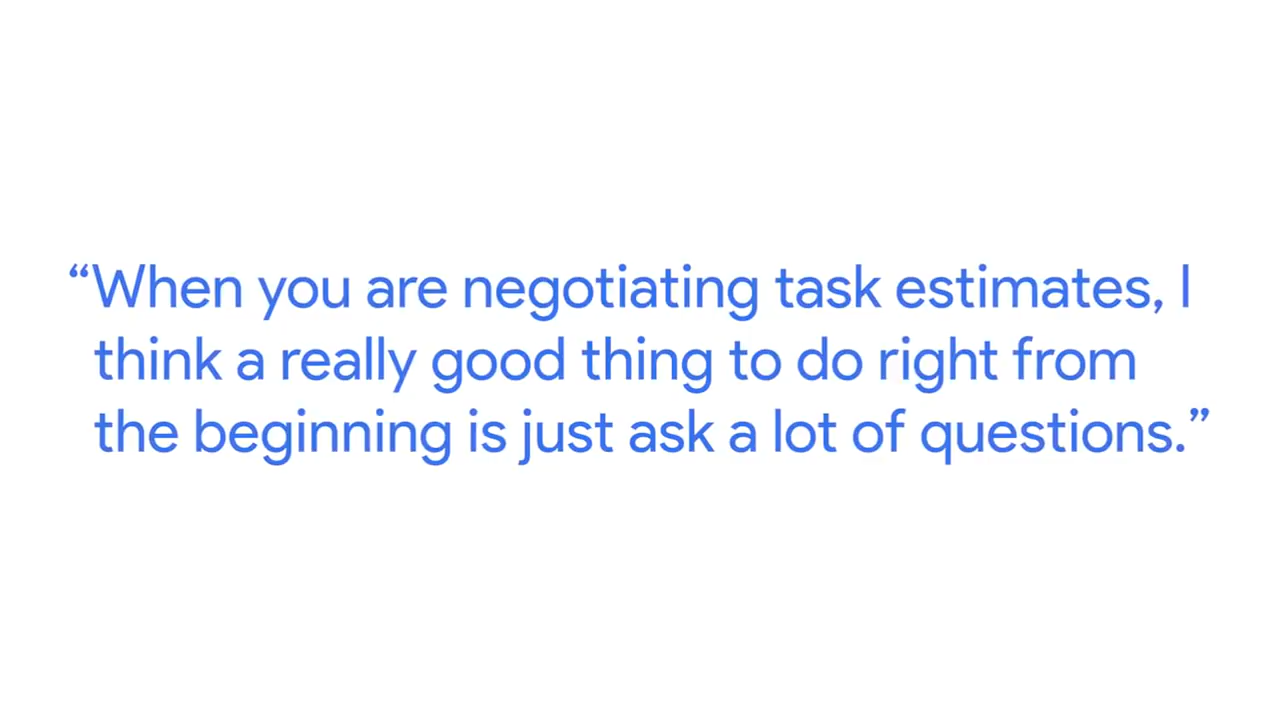 “When you are negotiating task estimates, I
think a really good thing to do right from
the beginning is just ask a lot of questions.”